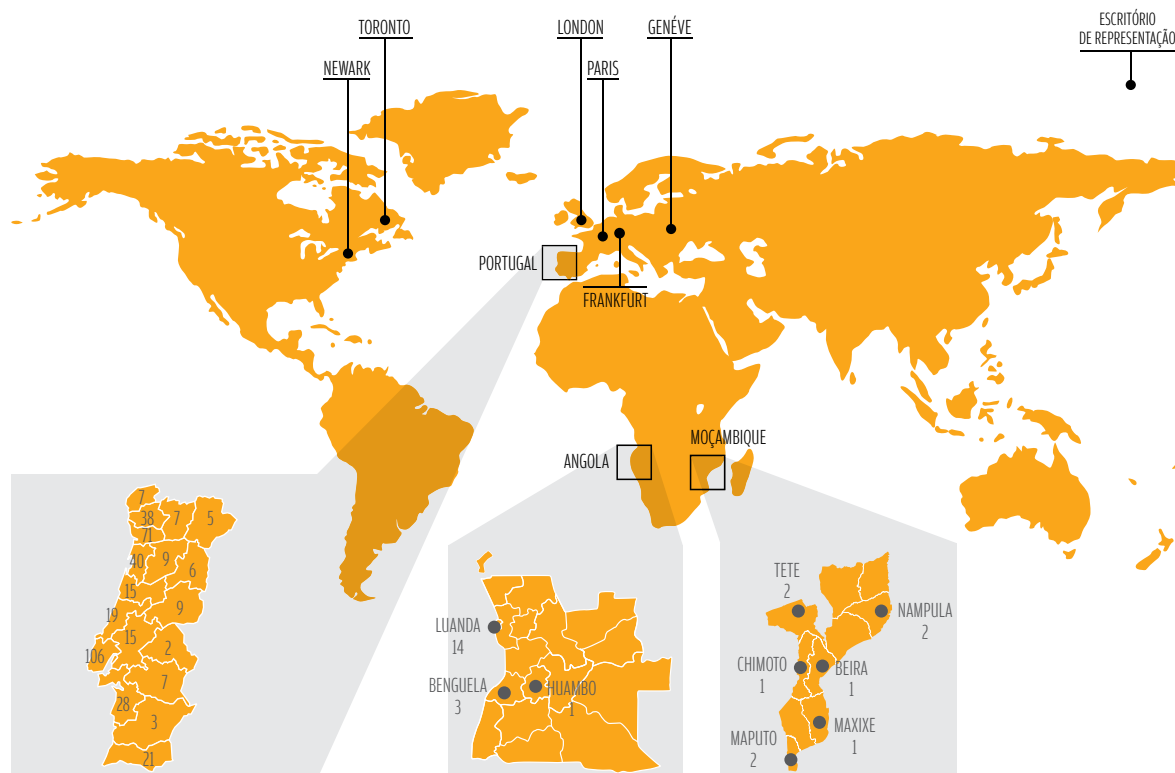 TORONTO
LONDON
GENÉVE
ESCRITÓRIO
DE REPRESENTAÇÃO
NEWARK
PARIS
PORTUGAL
FRANKFURT
MOÇAMBIQUE
ANGOLA
7
38
7
5
71
40
9
6
15
9
19
15
106
2
7
28
3
21
LUANDA
14
BENGUELA
3
HUAMBO
1
TETE
2
NAMPULA
2
CHIMOTO
1
BEIRA
1
MAXIXE
1
MAPUTO
2